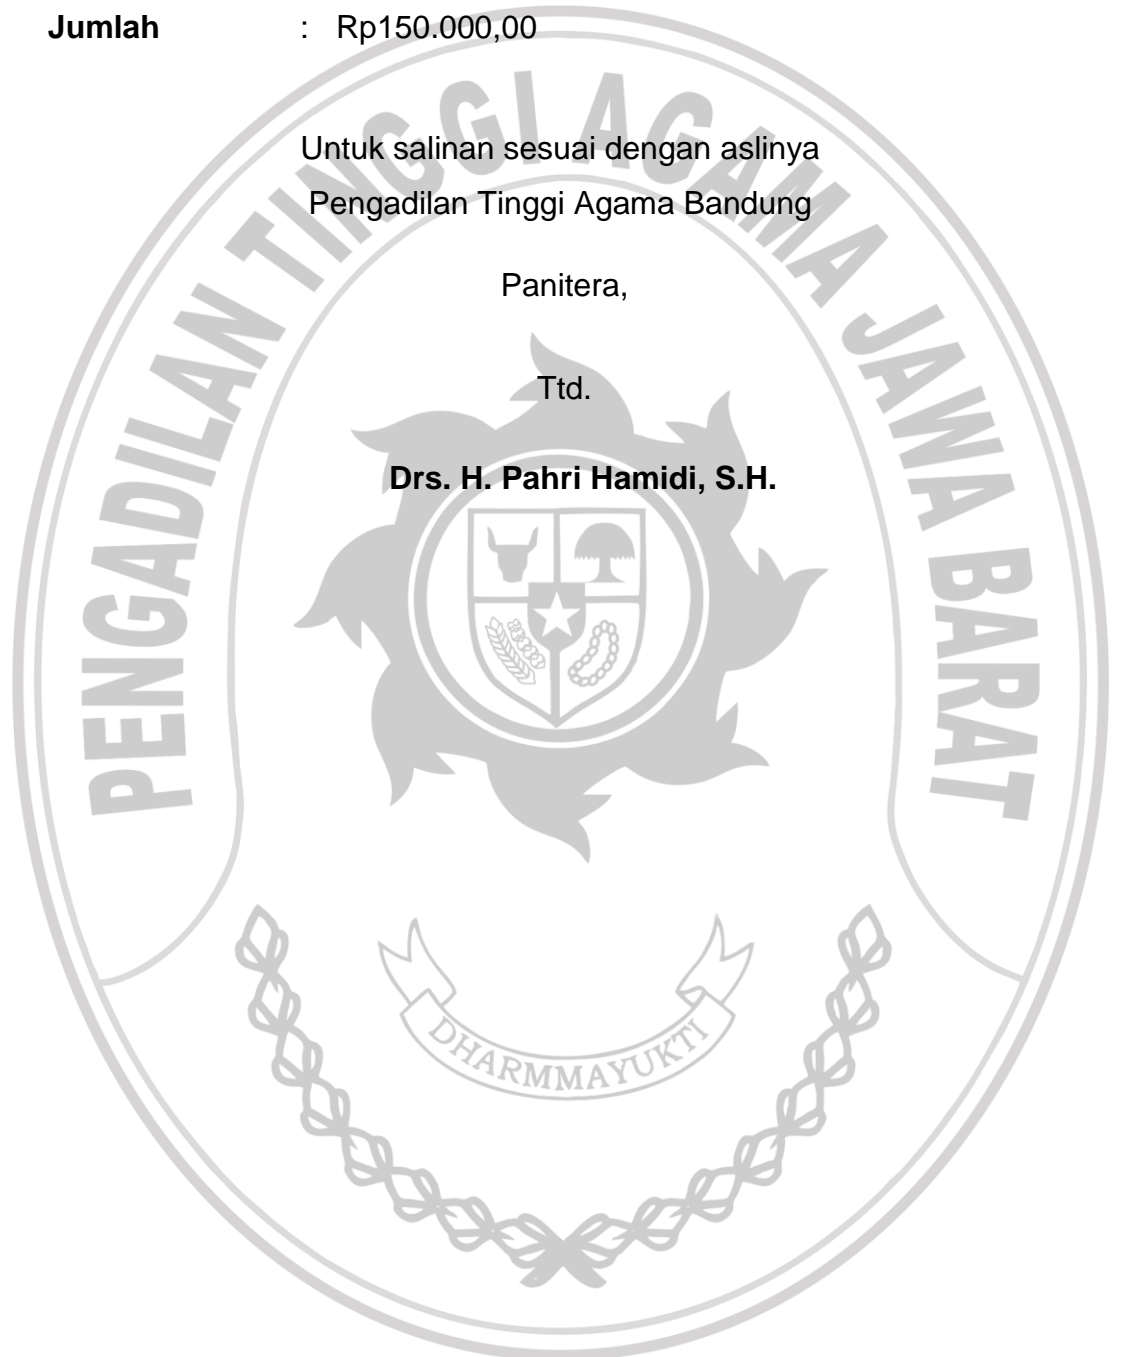 Jumlah : Rp150.000,00
Untuk salinan sesuai dengan aslinya
Pengadilan Tinggi Agama Bandung
Panitera,
Ttd.
Drs. H. Pahri Hamidi, S.H.
PENGADILAN TINGGI AGAMA JAWA BARAT
DHARMMAYUKTI